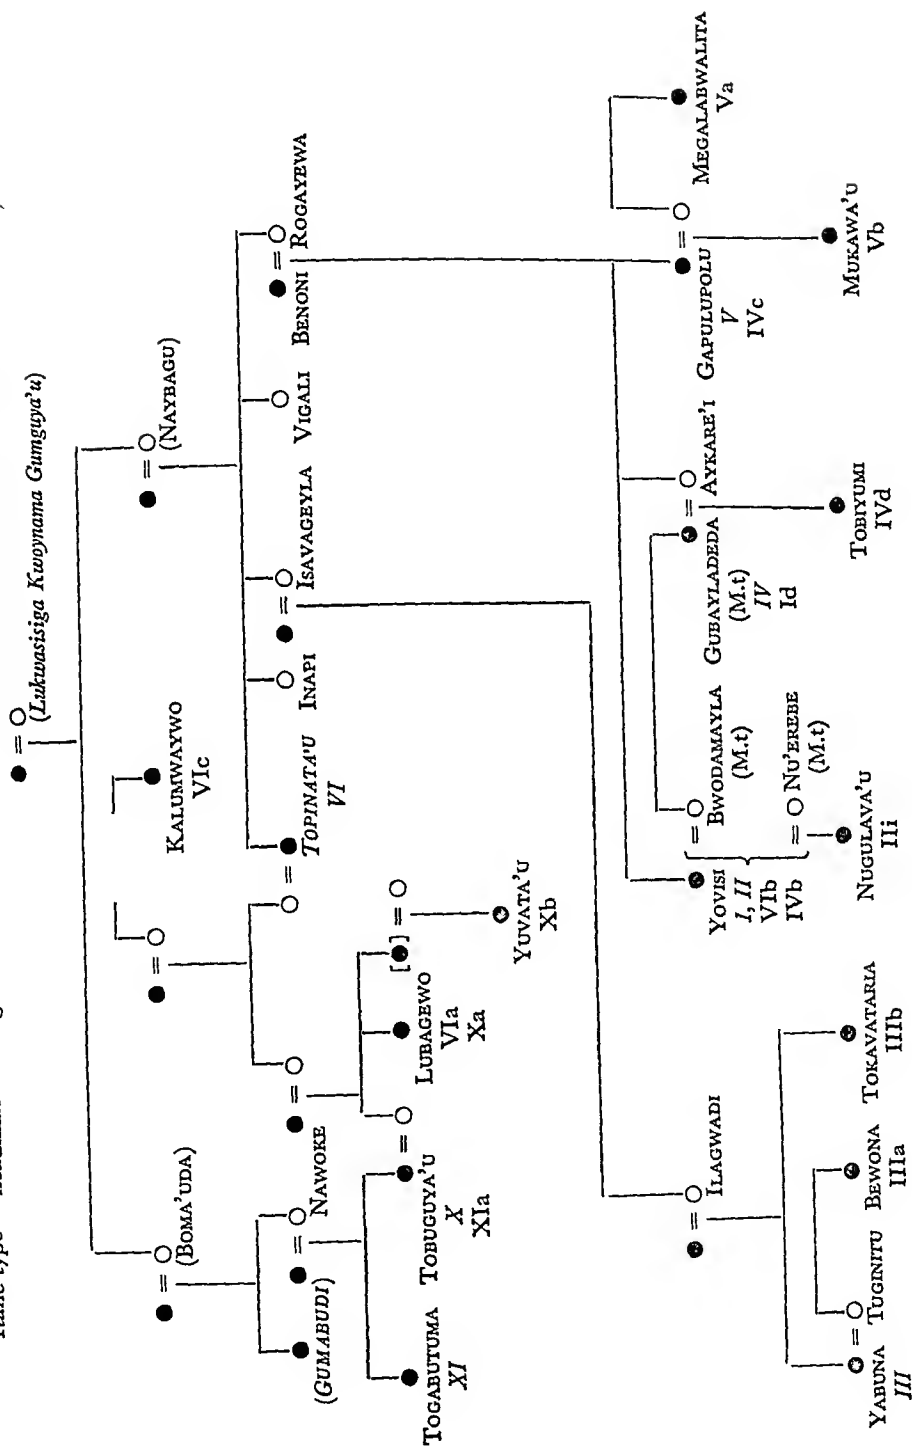 Italic type
(Lukwasisiga Kwoynama Gumguya'u)
(BOMA'UDA)
KALUMWAYWO
VIc
(NAYBAGU)
(GUMABUDI)
NAWOKE
TOPINATA'U
VI
INAPI
ISAVAGEYLA
VIGALI
BENONI
ROGAYEWA
TOGABUTUMA
XI
TOBUGUYA'U
X
XIa
LUBAGEWO
VIa
Xa
[ ]
YUVATA'U
Xb
ILAGWADI
YOVISI
I, II
VIb
IVb
BWODAMAYLA
(M.t)
NU'EREBE
(M.t)
GUBAYLADEDA
(M.t)
IV
Id
AYKARE'I
GAPULUPOLU
V
IVc
MEGALABWALITA
Va
YABUNA
III
TUGINITU
BEWONA
IIIa
TOKAVATARIA
IIIb
NUGULAVA'U
IIi
TOBIYUMI
IVd
MUKAWA'U
Vb